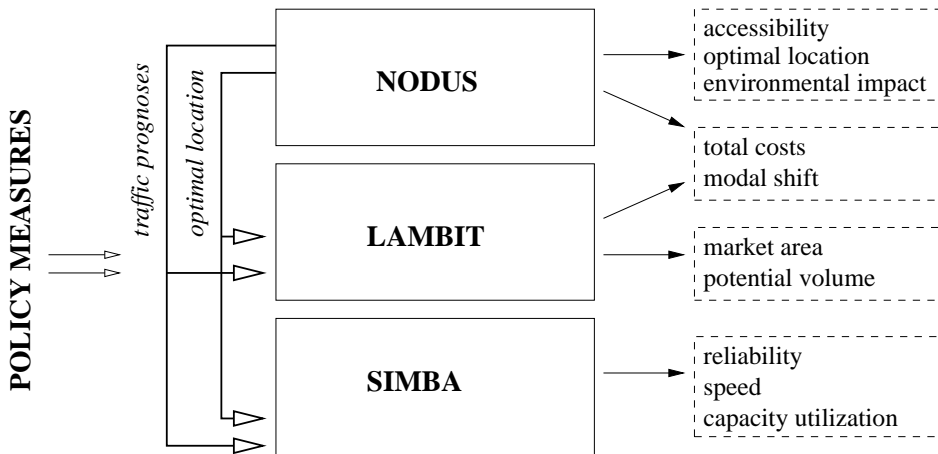 POLICY MEASURES
traffic prognoses
optimal location
NODUS
LAMBIT
SIMBA
accessibility
optimal location
environmental impact
total costs
modal shift
market area
potential volume
reliability
speed
capacity utilization